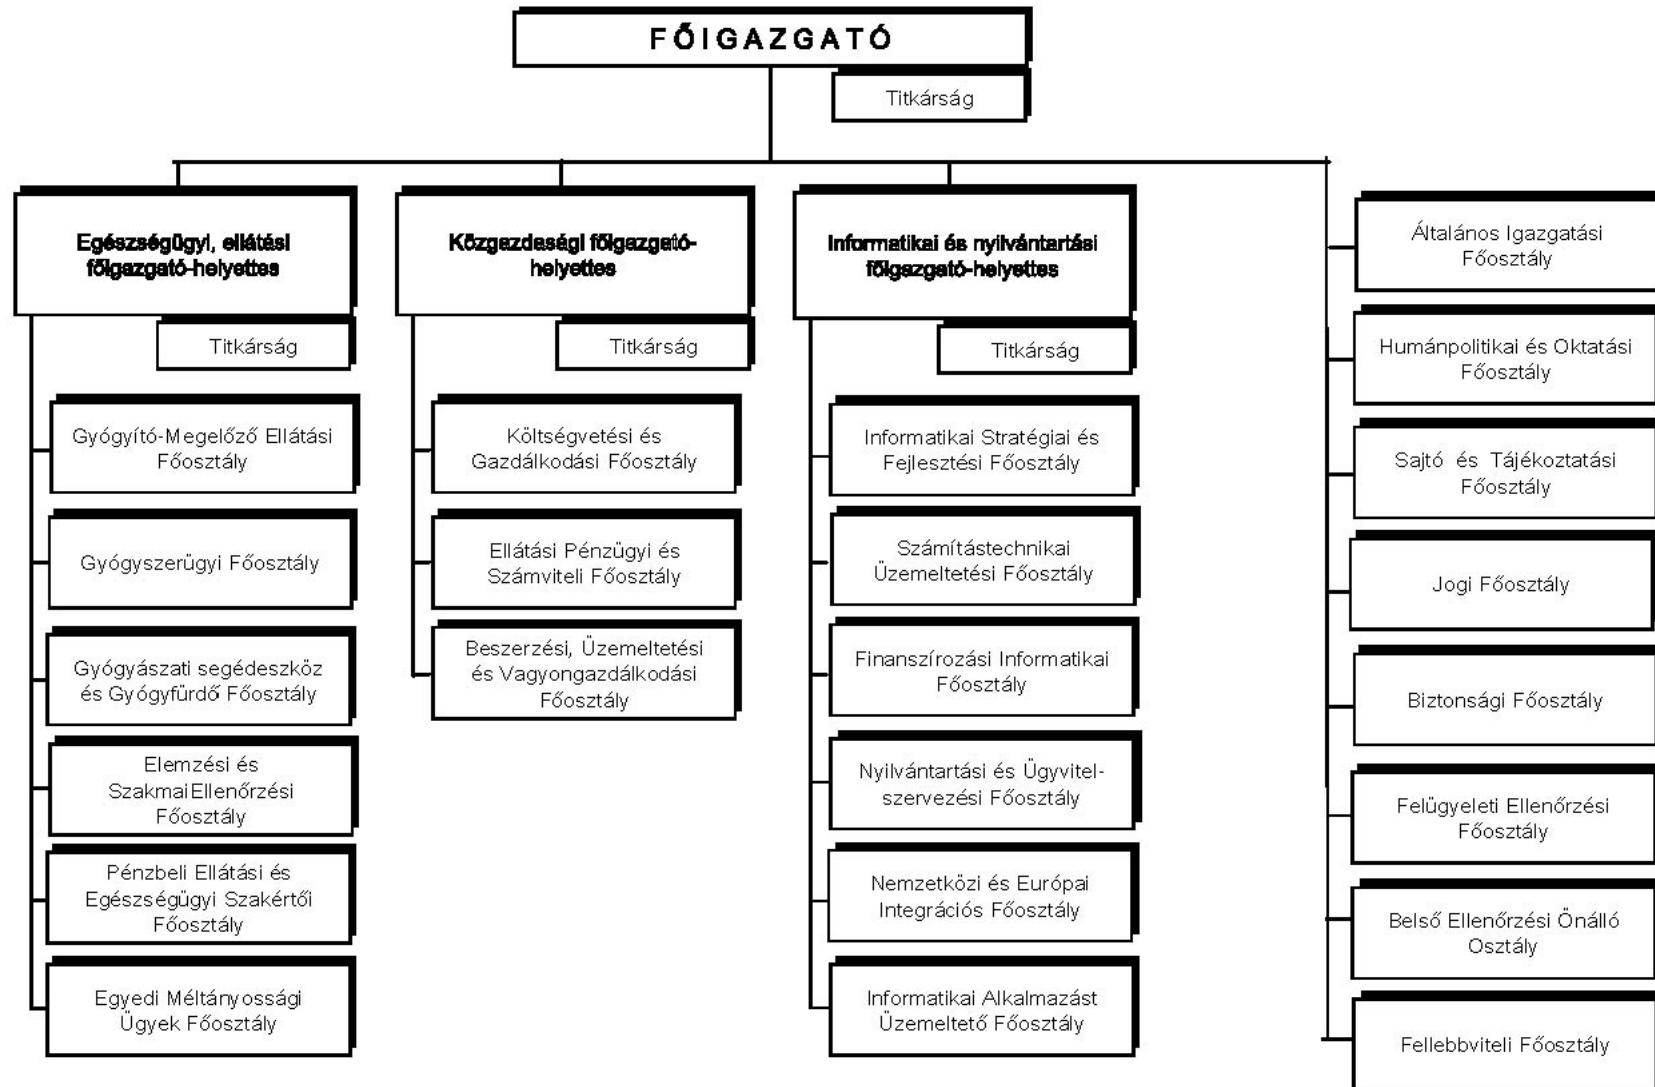 FŐIGAZGATÓ
Titkárság
Egészségügyi, ellátási
főigazgató-helyettes
Titkárság
Gyógyító-Megelőző Ellátási
Főosztály
Gyógyszerügyi Főosztály
Gyógyászati segédeszköz
és Gyógyfürdő Főosztály
Elemzési és
SzakmaiEllenőrzési
Főosztály
Pénzbeli Ellátási és
Egészségügyi Szakértői
Főosztály
Egyedi Méltányossági
Ügyek Főosztály
Közgazdasági főigazgató-
helyettes
Titkárság
Költségvetési és
Gazdálkodási Főosztály
Ellátási Pénzügyi és
Számviteli Főosztály
Beszerzési, Üzemeltetési
és Vagyongazdálkodási
Főosztály
Informatikai és nyilvántartási
főigazgató-helyettes
Titkárság
Informatikai Stratégiai és
Fejlesztési Főosztály
Számítástechnikai
Üzemeltetési Főosztály
Finanszírozási Informatikai
Főosztály
Nyilvántartási és Ügyvitel-
szervezési Főosztály
Nemzetközi és Európai
Integrációs Főosztály
Informatikai Alkalmazást
Üzemeltető Főosztály
Általános Igazgatási
Főosztály
Humánpolitikai és Oktatási
Főosztály
Sajtó és Tájékoztatási
Főosztály
Jogi Főosztály
Biztonsági Főosztály
Felügyeleti Ellenőrzési
Főosztály
Belső Ellenőrzési Önálló
Osztály
Fellebbviteli Főosztály